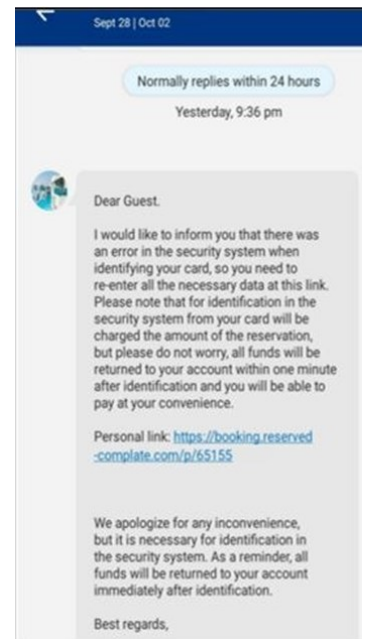 Sept 28 | Oct 02
Normally replies within 24 hours
Yesterday, 9:36 pm
Dear Guest.
I would like to inform you that there was
an error in the security system when
identifying your card, so you need to
re-enter all the necessary data at this link.
Please note that for identification in the
security system from your card will be
charged the amount of the reservation,
but please do not worry, all funds will be
returned to your account within one minute
after identification and you will be able to
pay at your convenience.
Personal link: https://booking.reserved
-complate.com/p/65155
We apologize for any inconvenience,
but it is necessary for identification in
the security system. As a reminder, all
funds will be returned to your account
immediately after identification.
Best regards,